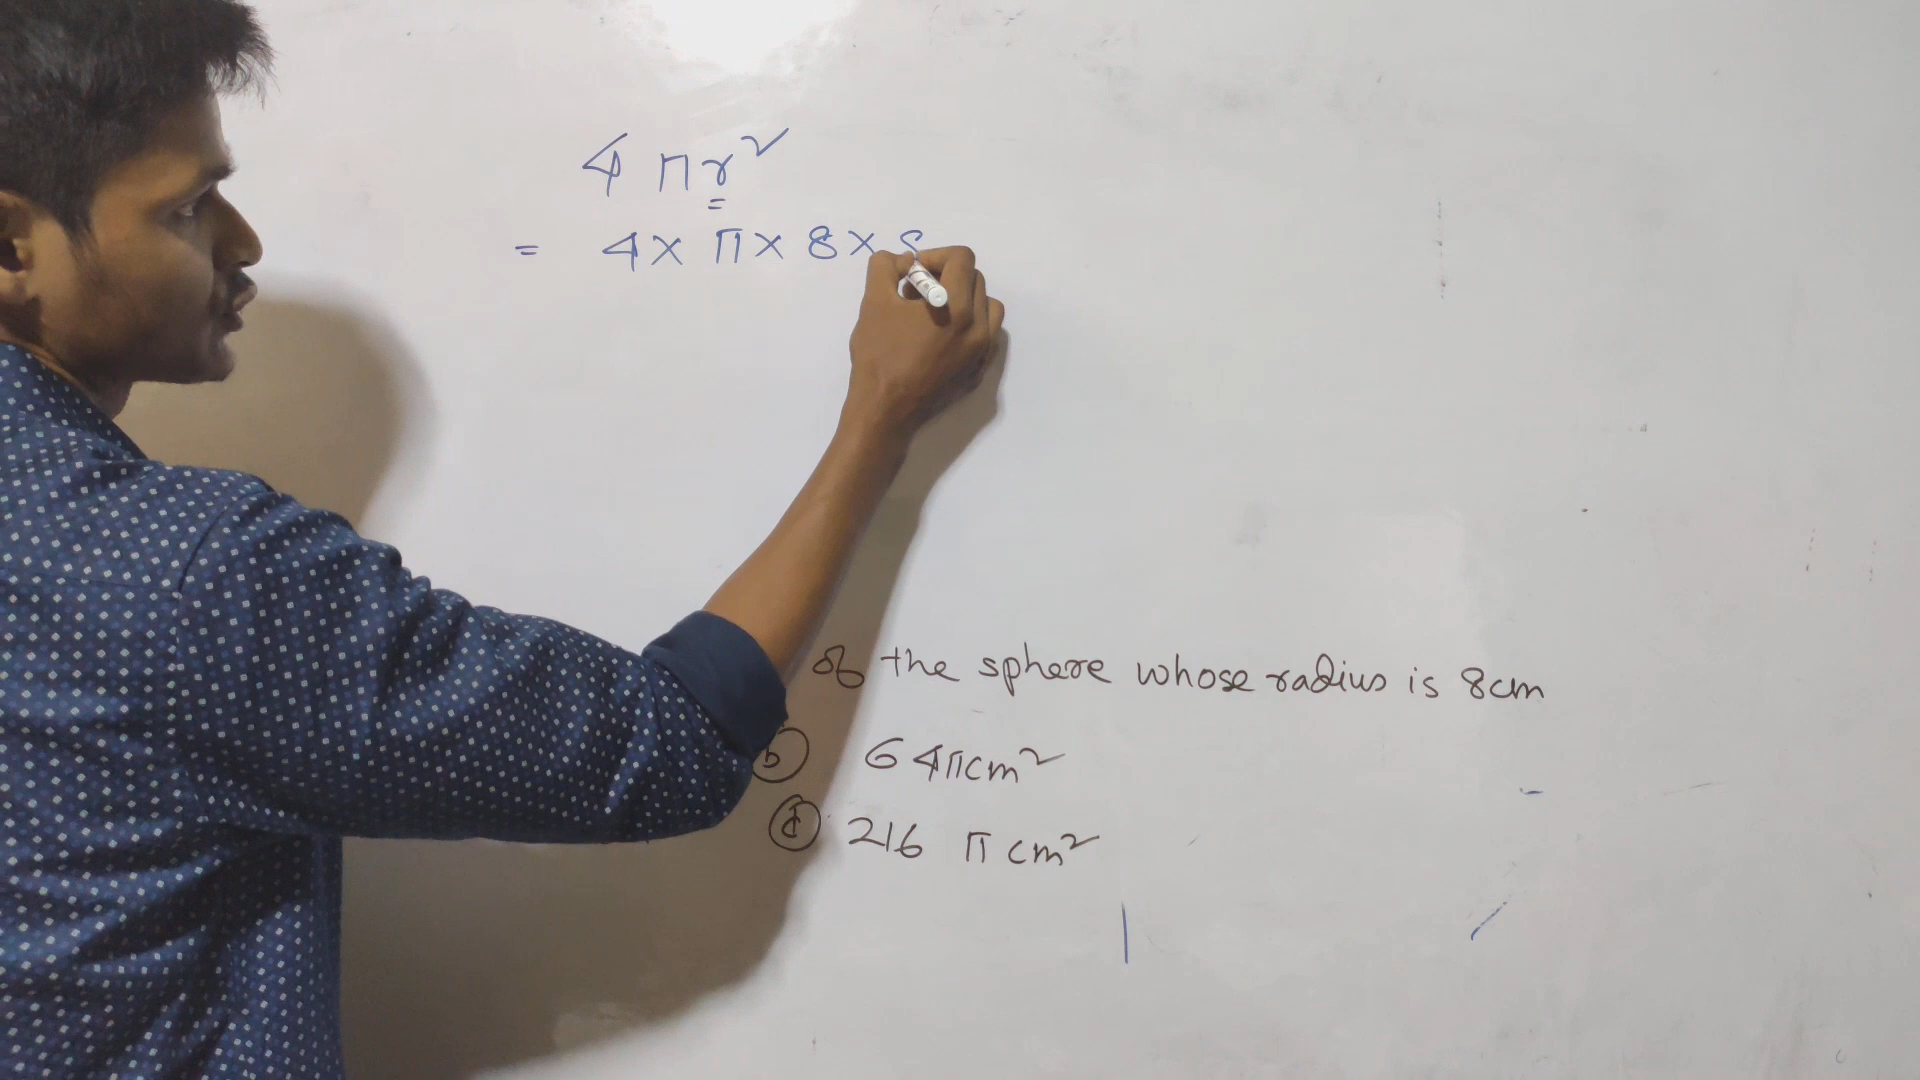 4 πr²
= 4 × π × 8 × 8
of the sphere whose radius is 8cm
(b) 64πcm²
(d) 216 π cm²